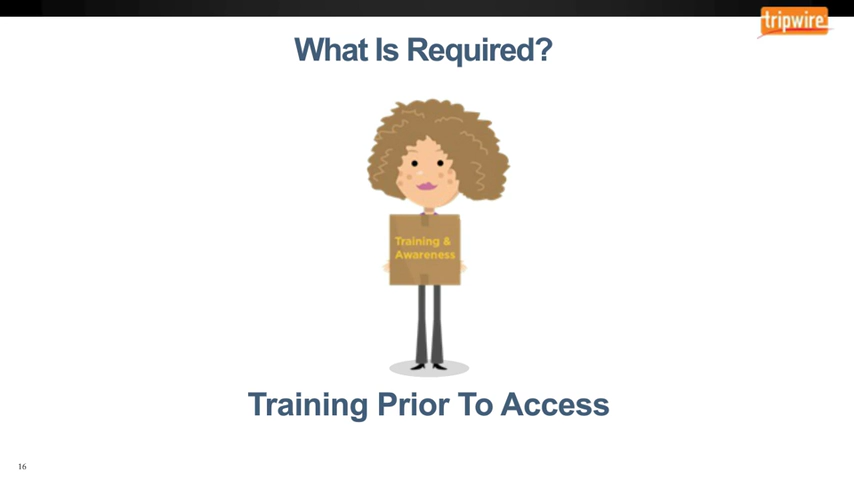 tripwire
What Is Required?
Training &
Awareness
Training Prior To Access
16